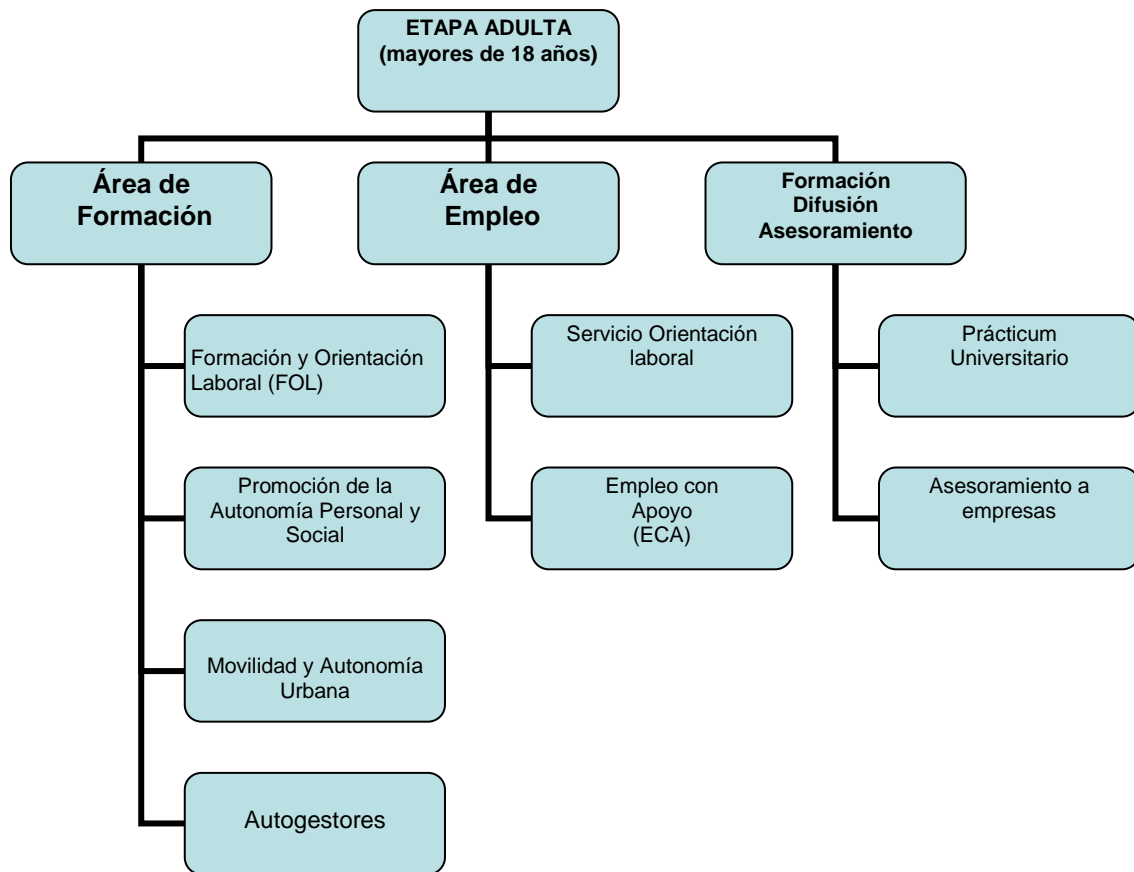 ETAPA ADULTA
(mayores de 18 años)
Área de
Formación
Área de
Empleo
Formación
Difusión
Asesoramiento
Formación y Orientación
Laboral (FOL)
Servicio Orientación
laboral
Prácticum
Universitario
Promoción de la
Autonomía Personal y
Social
Empleo con
Apoyo
(ECA)
Asesoramiento a
empresas
Movilidad y Autonomía
Urbana
Autogestores